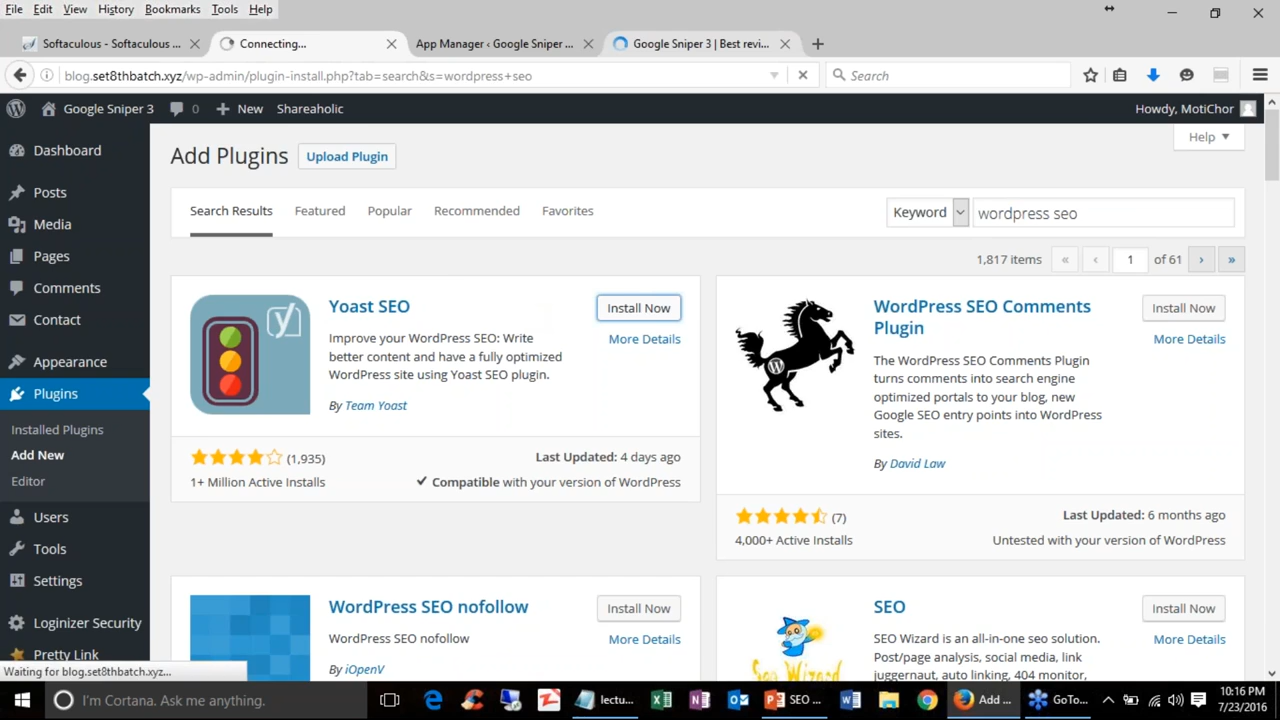 File Edit View History Bookmarks Tools Help
Softaculous - Softaculous ...
Connecting...
App Manager ‹ Google Sniper ...
Google Sniper 3 | Best revi...
blog.set8thbatch.xyz/wp-admin/plugin-install.php?tab=search&s=wordpress+seo
Search
Google Sniper 3
0
New
Shareaholic
Howdy, MotiChor
Dashboard
Posts
Media
Pages
Comments
Contact
Appearance
Plugins
Installed Plugins
Add New
Editor
Users
Tools
Settings
Loginizer Security
Pretty Link
Add Plugins
Upload Plugin
Help
Search Results
Featured
Popular
Recommended
Favorites
Keyword
wordpress seo
1,817 items « ‹ 1 of 61 › »
Yoast SEO
Install Now
More Details
Improve your WordPress SEO: Write
better content and have a fully optimized
WordPress site using Yoast SEO plugin.
By Team Yoast
(1,935)
Last Updated: 4 days ago
1+ Million Active Installs
Compatible with your version of WordPress
WordPress SEO Comments
Plugin
Install Now
More Details
The WordPress SEO Comments Plugin
turns comments into search engine
optimized portals to your blog, new
Google SEO entry points into WordPress
sites.
By David Law
(7)
Last Updated: 6 months ago
4,000+ Active Installs
Untested with your version of WordPress
WordPress SEO nofollow
Install Now
More Details
WordPress SEO nofollow
By iOpenV
SEO
Install Now
More Details
Seo Wizard
SEO Wizard is an all-in-one seo solution.
Post/page analysis, social media, link
juggernaut, auto linking, 404 monitor,
Waiting for blog.set8thbatch.xyz...
I'm Cortana. Ask me anything.
lectu...
SEO ...
Add ...
GoTo...
10:16 PM
7/23/2016